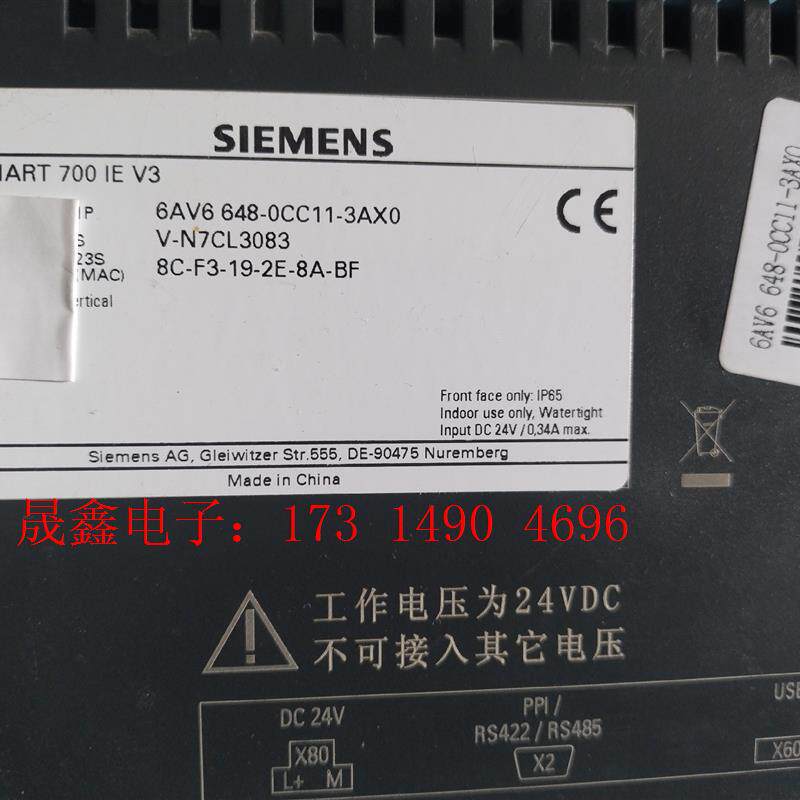 SIEMENS
MART 700 IE V3
1P 6AV6 648-0CC11-3AX0
S V-N7CL3083
23S
(MAC) 8C-F3-19-2E-8A-BF
ertical
CE
Front face only: IP65
Indoor use only, Watertight
Input DC 24V / 0,34A max.
Siemens AG, Gleiwitzer Str.555, DE-90475 Nuremberg
Made in China
6AV6 648-0CC11-3AX0
晟鑫电子：173 1490 4696
工作电压为24VDC
不可接入其它电压
DC 24V
X80
L+ M
PPI /
RS422 / RS485
X2
USB
X60